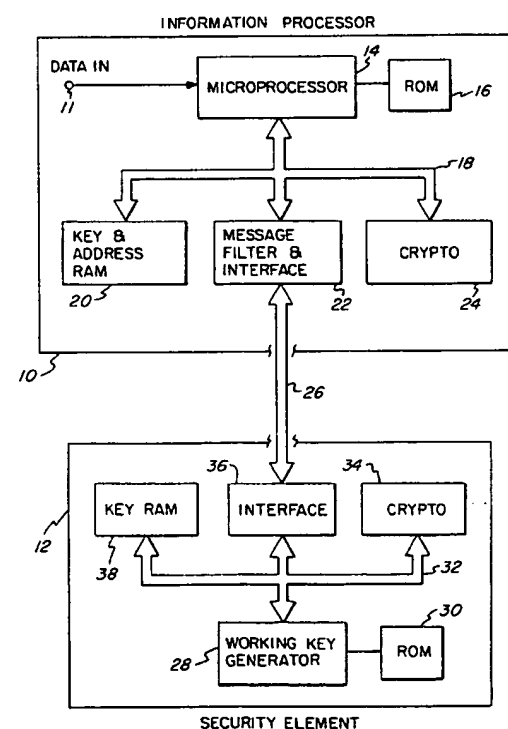 INFORMATION PROCESSOR
DATA IN
11
MICROPROCESSOR
14
ROM
16
18
KEY &
ADDRESS
RAM
20
MESSAGE
FILTER &
INTERFACE
22
CRYPTO
24
10
26
36
34
KEY RAM
38
INTERFACE
CRYPTO
12
32
30
28
WORKING KEY
GENERATOR
ROM
SECURITY ELEMENT